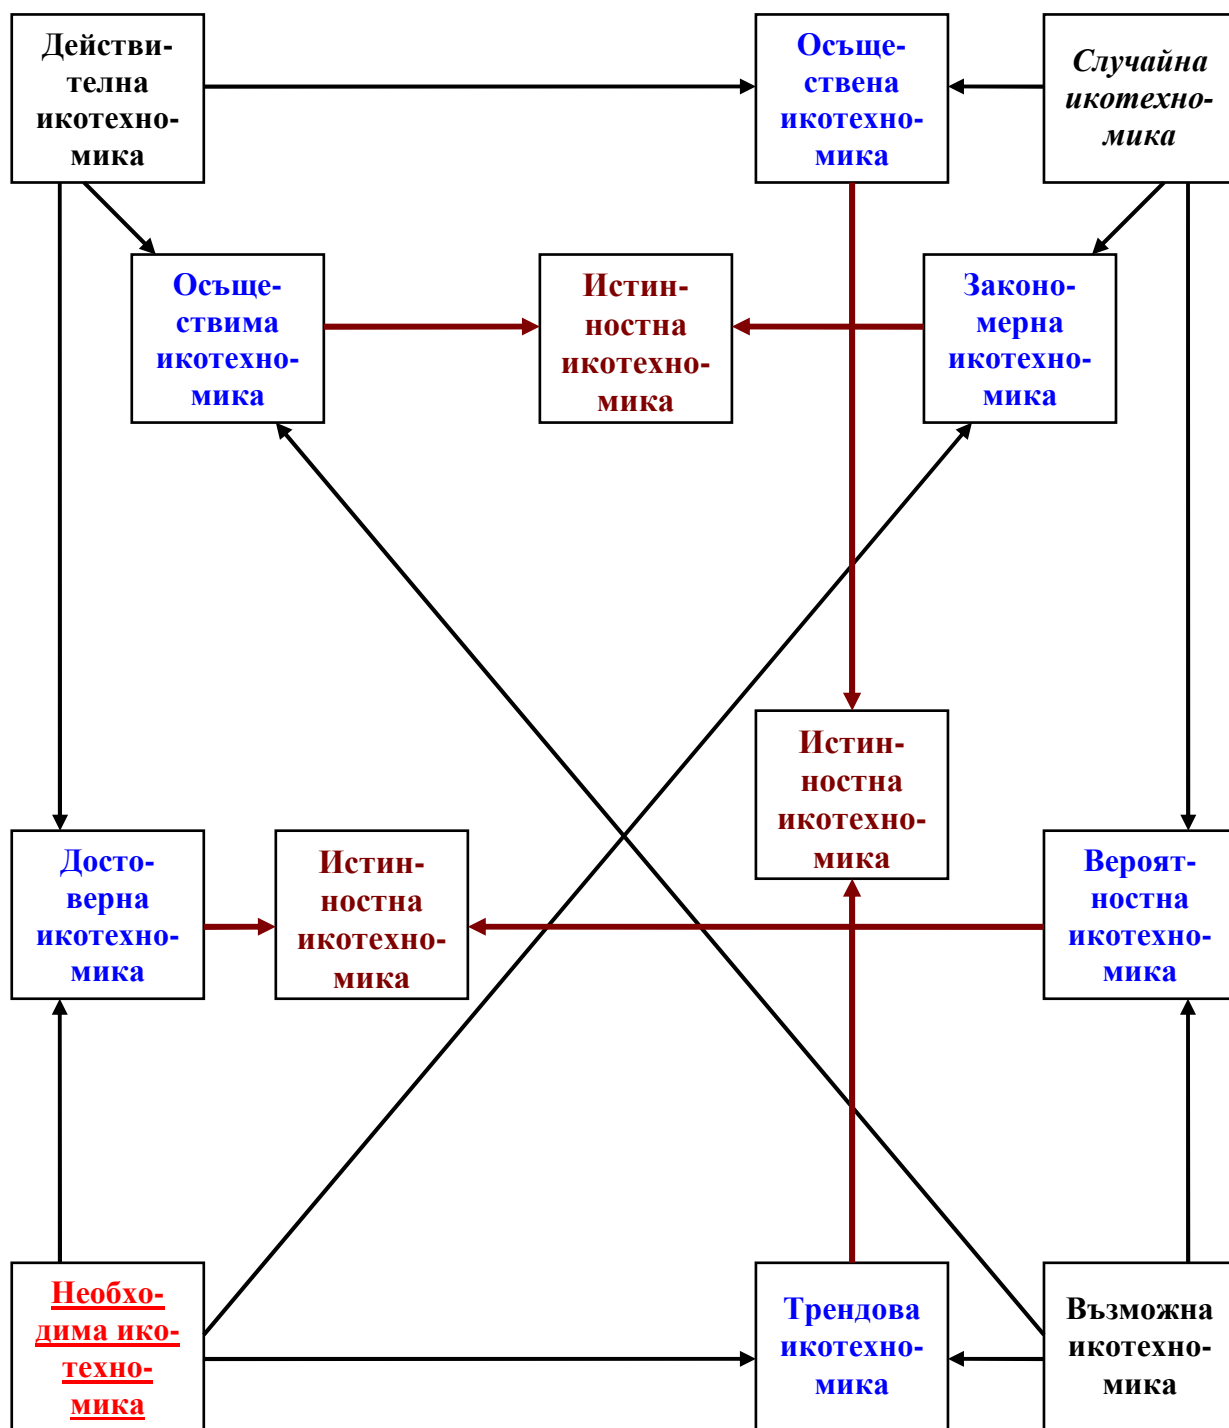 Действи-
телна
икотехно-
мика
Осъще-
ствена
икотехно-
мика
Случайна
икотехно-
мика
Осъще-
ствима
икотехно-
мика
Истин-
ностна
икотехно-
мика
Законо-
мерна
икотехно-
мика
Истин-
ностна
икотехно-
мика
Досто-
верна
икотехно-
мика
Истин-
ностна
икотехно-
мика
Вероят-
ностна
икотехно-
мика
Необхо-
дима ико-
техно-
мика
Трендова
икотехно-
мика
Възможна
икотехно-
мика